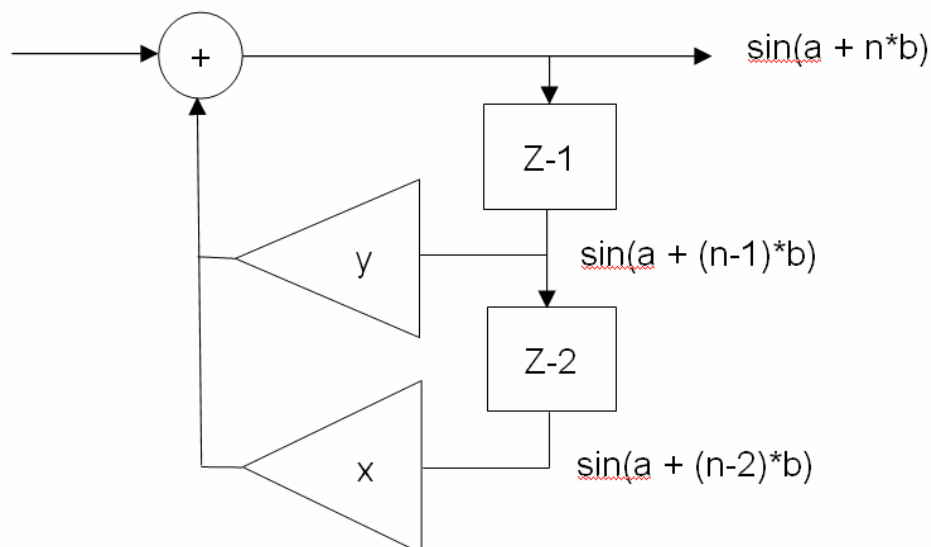 +
sin(a + n*b)
Z-1
y
sin(a + (n-1)*b)
Z-2
x
sin(a + (n-2)*b)